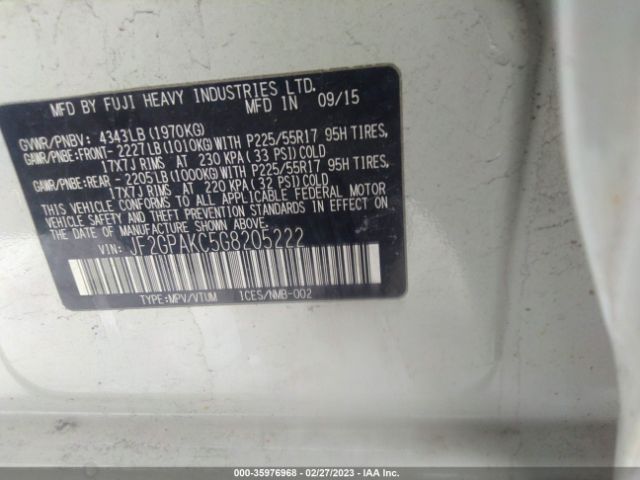 MFD BY FUJI HEAVY INDUSTRIES LTD.
MFD IN 09/15
GVWR/PNBV: 4343LB(1970KG)
GAWR/PNBE:FRONT-2227LB(1010KG)WITH P225/55R17 95H TIRES,
17X7J RIMS AT 230 KPA(33 PSI)COLD
GAWR/PNBE:REAR -2205LB(1000KG)WITH P225/55R17 95H TIRES,
17X7J RIMS AT 220 KPA(32 PSI)COLD
THIS VEHICLE CONFORMS TO ALL APPLICABLE FEDERAL MOTOR
VEHICLE SAFETY AND THEFT PREVENTION STANDARDS IN EFFECT
ON THE DATE OF MANUFACTURE SHOWN ABOVE.
VIN: JF2GPAKC5G8205222
TYPE:MPV/VTUM ICES/NMB-002
000-35976968 | 02/27/2023 | IAA Inc.